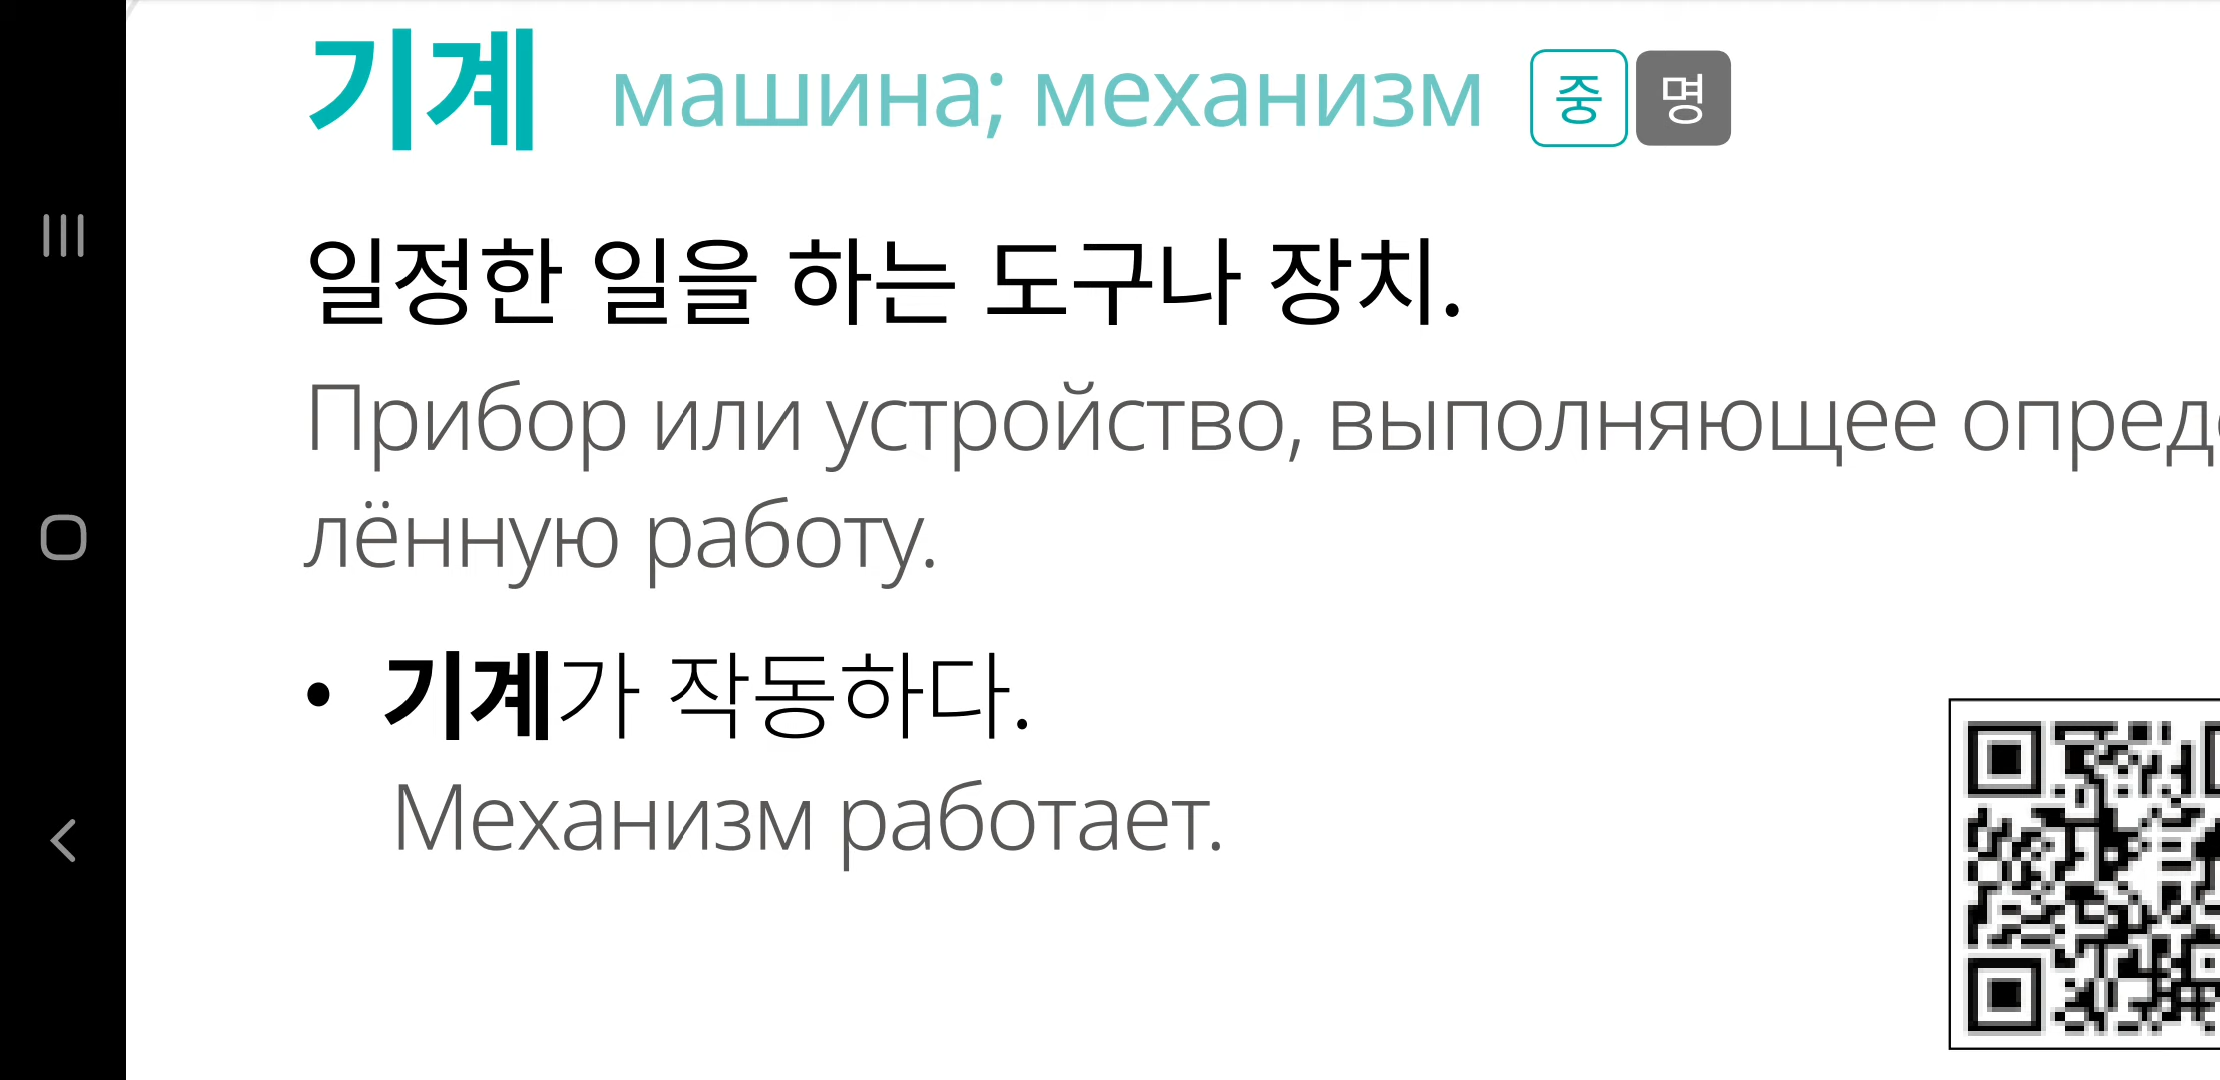 기계 машина; механизм 중 명
일정한 일을 하는 도구나 장치.
Прибор или устройство, выполняющее опреде
лённую работу.
• 기계가 작동하다.
Механизм работает.